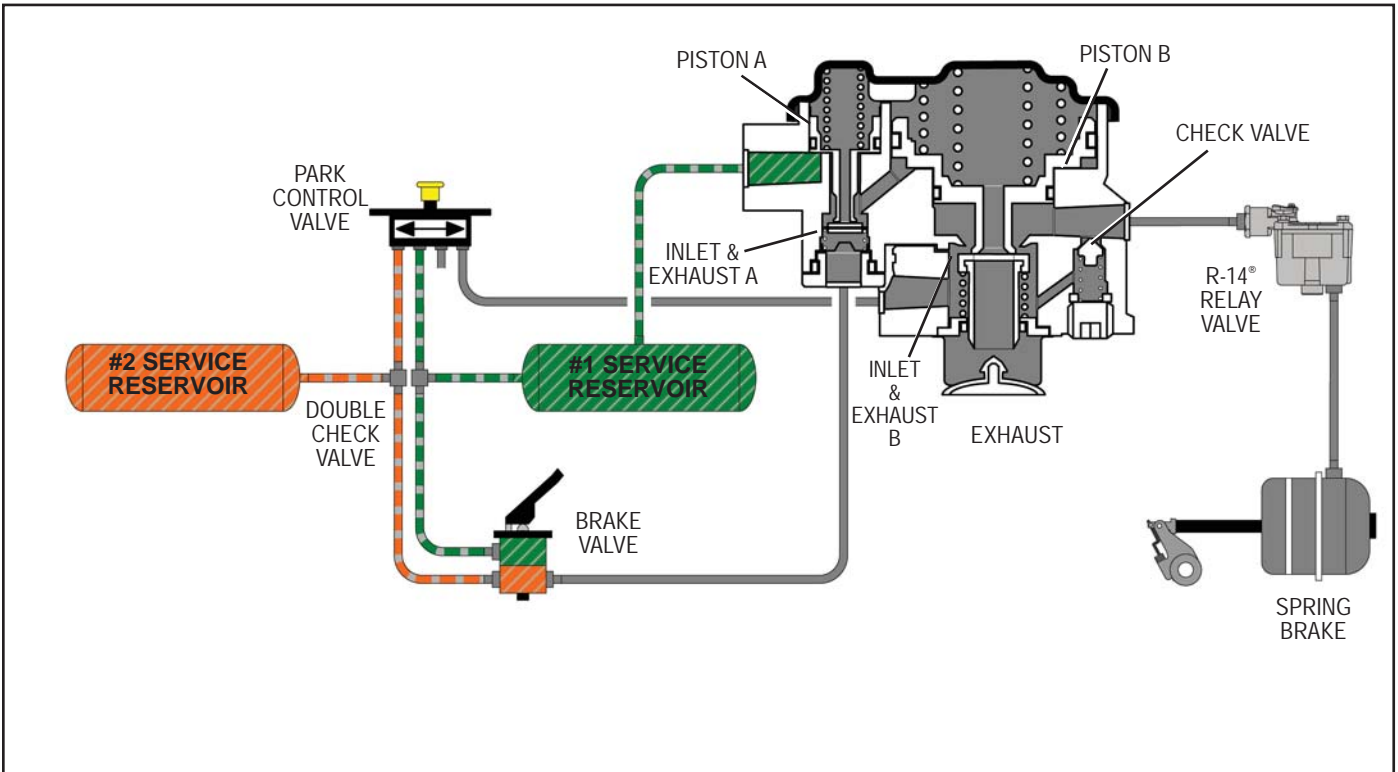 PISTON A
PISTON B
CHECK VALVE
PARK
CONTROL
VALVE
INLET &
EXHAUST A
R-14®
RELAY
VALVE
#2 SERVICE
RESERVOIR
#1 SERVICE
RESERVOIR
INLET
&
EXHAUST
B
EXHAUST
DOUBLE
CHECK
VALVE
BRAKE
VALVE
SPRING
BRAKE